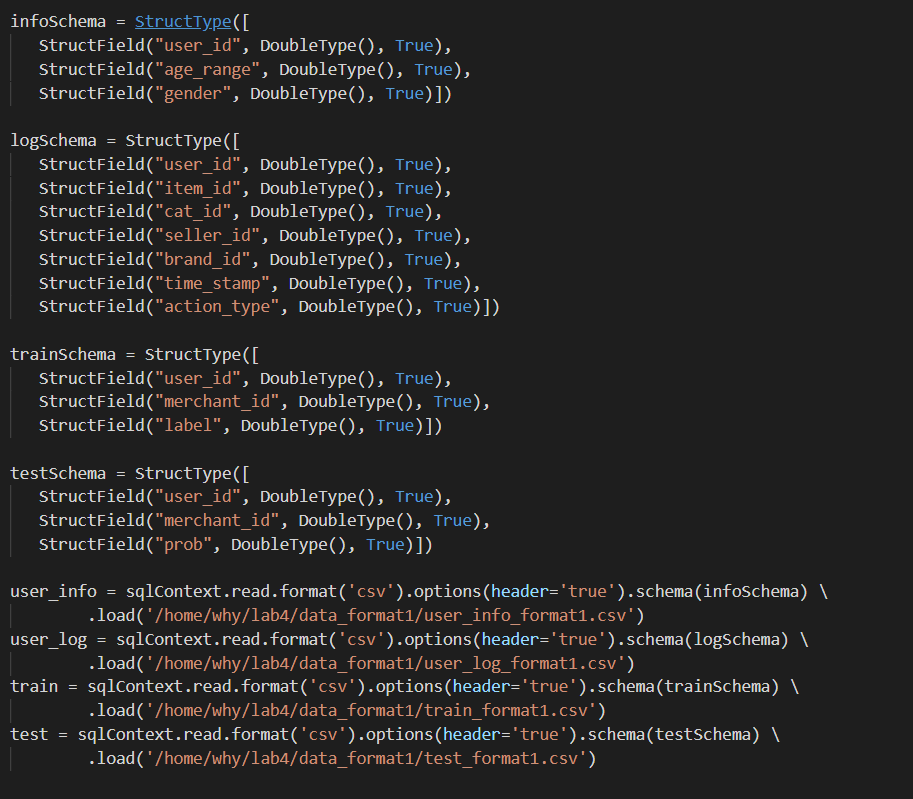 infoSchema = StructType([
   StructField("user_id", DoubleType(), True),
   StructField("age_range", DoubleType(), True),
   StructField("gender", DoubleType(), True)])

logSchema = StructType([
   StructField("user_id", DoubleType(), True),
   StructField("item_id", DoubleType(), True),
   StructField("cat_id", DoubleType(), True),
   StructField("seller_id", DoubleType(), True),
   StructField("brand_id", DoubleType(), True),
   StructField("time_stamp", DoubleType(), True),
   StructField("action_type", DoubleType(), True)])

trainSchema = StructType([
   StructField("user_id", DoubleType(), True),
   StructField("merchant_id", DoubleType(), True),
   StructField("label", DoubleType(), True)])

testSchema = StructType([
   StructField("user_id", DoubleType(), True),
   StructField("merchant_id", DoubleType(), True),
   StructField("prob", DoubleType(), True)])

user_info = sqlContext.read.format('csv').options(header='true').schema(infoSchema) \
        .load('/home/why/lab4/data_format1/user_info_format1.csv')
user_log = sqlContext.read.format('csv').options(header='true').schema(logSchema) \
        .load('/home/why/lab4/data_format1/user_log_format1.csv')
train = sqlContext.read.format('csv').options(header='true').schema(trainSchema) \
        .load('/home/why/lab4/data_format1/train_format1.csv')
test = sqlContext.read.format('csv').options(header='true').schema(testSchema) \
        .load('/home/why/lab4/data_format1/test_format1.csv')